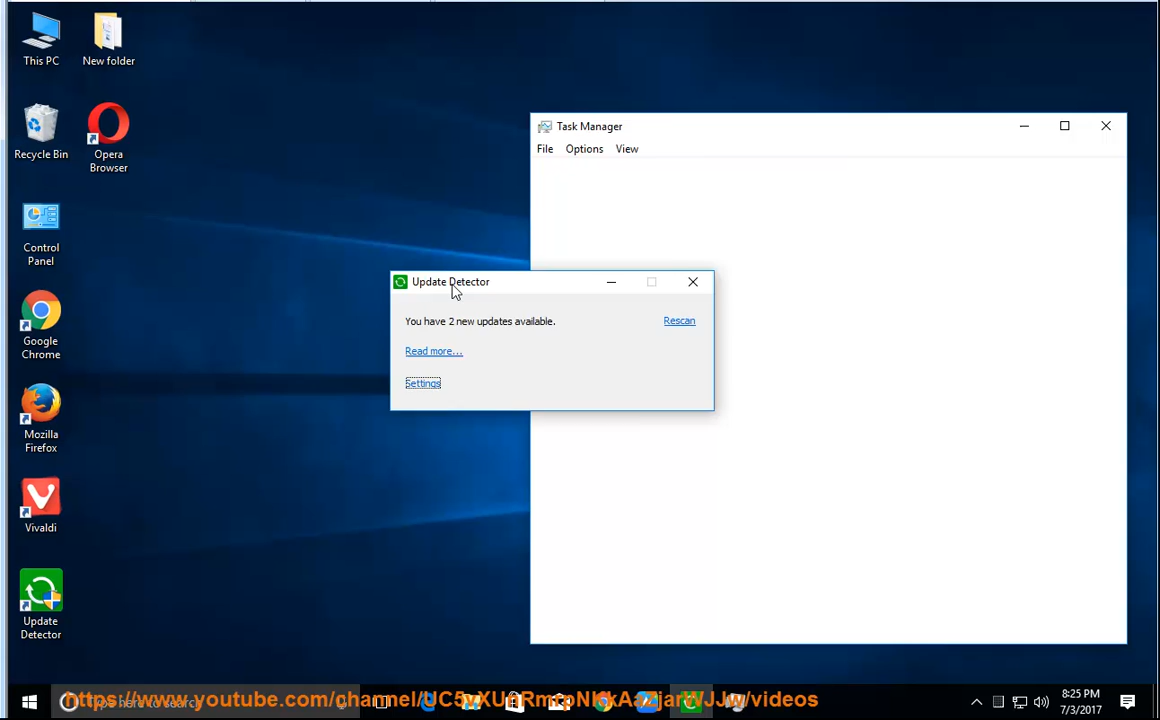 This PC
New folder
Recycle Bin
Opera
Browser
Control
Panel
Google
Chrome
Mozilla
Firefox
Vivaldi
Update
Detector
Task Manager
File Options View
Update Detector
You have 2 new updates available.
Rescan
Read more...
Settings
8:25 PM
7/3/2017